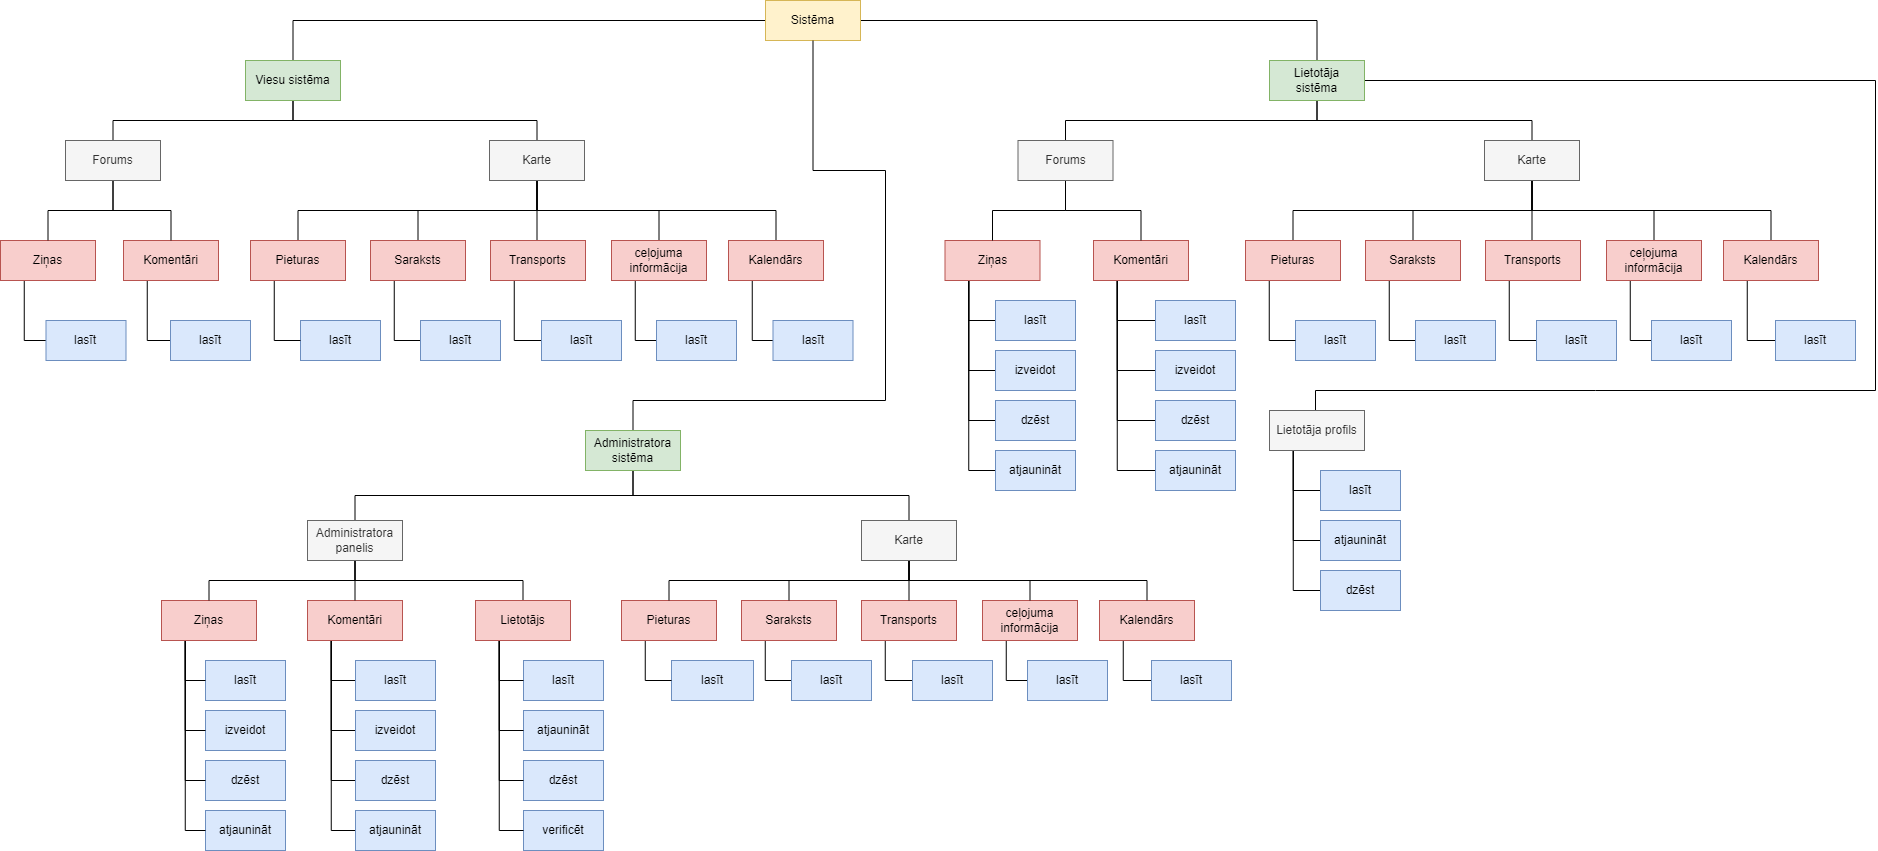 Sistēma
Viesu sistēma
Lietotāja
sistēma
Forums
Karte
Forums
Karte
Ziņas
Komentāri
Pieturas
Saraksts
Transports
ceļojuma
informācija
Kalendārs
Ziņas
Komentāri
Pieturas
Saraksts
Transports
ceļojuma
informācija
Kalendārs
lasīt
lasīt
lasīt
lasīt
lasīt
lasīt
lasīt
lasīt
izveidot
dzēst
atjaunināt
lasīt
izveidot
dzēst
atjaunināt
lasīt
lasīt
lasīt
lasīt
lasīt
Lietotāja profils
lasīt
atjaunināt
dzēst
Administratora
sistēma
Administratora
panelis
Karte
Ziņas
Komentāri
Lietotājs
Pieturas
Saraksts
Transports
ceļojuma
informācija
Kalendārs
lasīt
izveidot
dzēst
atjaunināt
lasīt
izveidot
dzēst
atjaunināt
lasīt
atjaunināt
dzēst
verificēt
lasīt
lasīt
lasīt
lasīt
lasīt